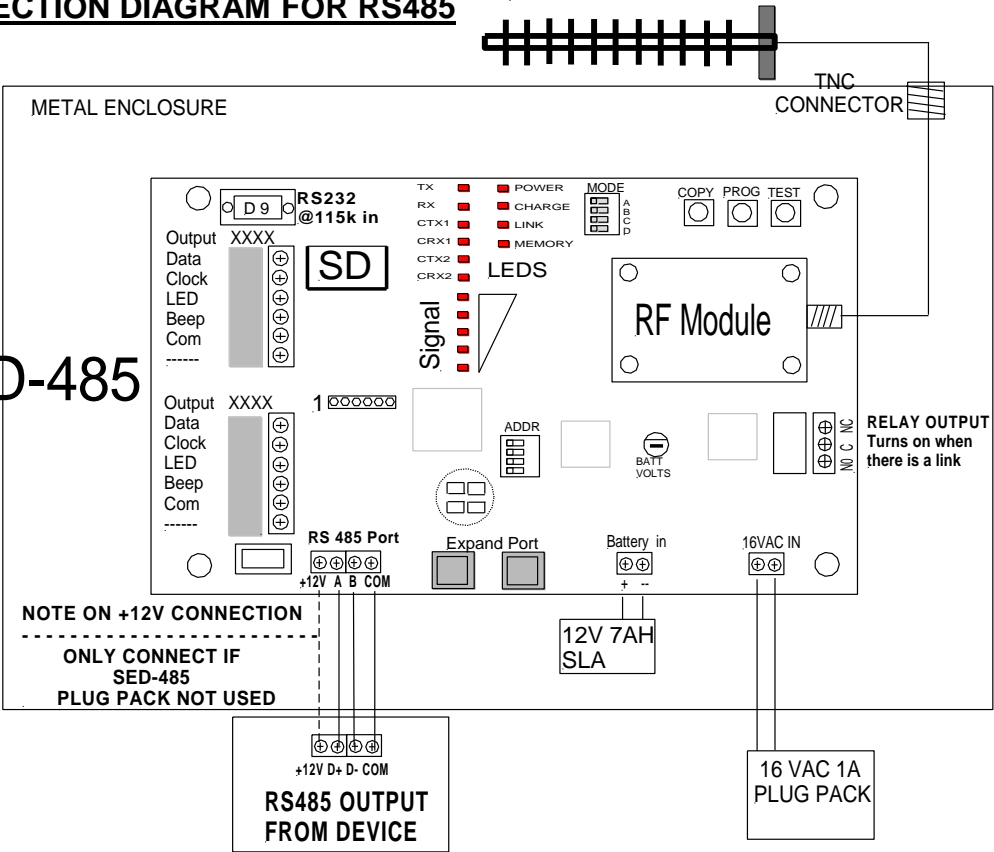 ECTION DIAGRAM FOR RS485
TNC
CONNECTOR
METAL ENCLOSURE
D9
RS232
@115k in
TX
RX
CTX1
CRX1
CTX2
CRX2
POWER
CHARGE
LINK
MEMORY
MODE
A
B
C
D
COPY PROG TEST
Output XXXX
Data
Clock
LED
Beep
Com
------
SD
LEDS
Signal
RF Module
D-485
Output XXXX
Data
Clock
LED
Beep
Com
------
1
ADDR
BATT
VOLTS
NO C NC
RELAY OUTPUT
Turns on when
there is a link
RS 485 Port
+12V A B COM
Expand Port
Battery in
+ --
16VAC IN
NOTE ON +12V CONNECTION
ONLY CONNECT IF
SED-485
PLUG PACK NOT USED
12V 7AH
SLA
+12V D+ D- COM
RS485 OUTPUT
FROM DEVICE
16 VAC 1A
PLUG PACK